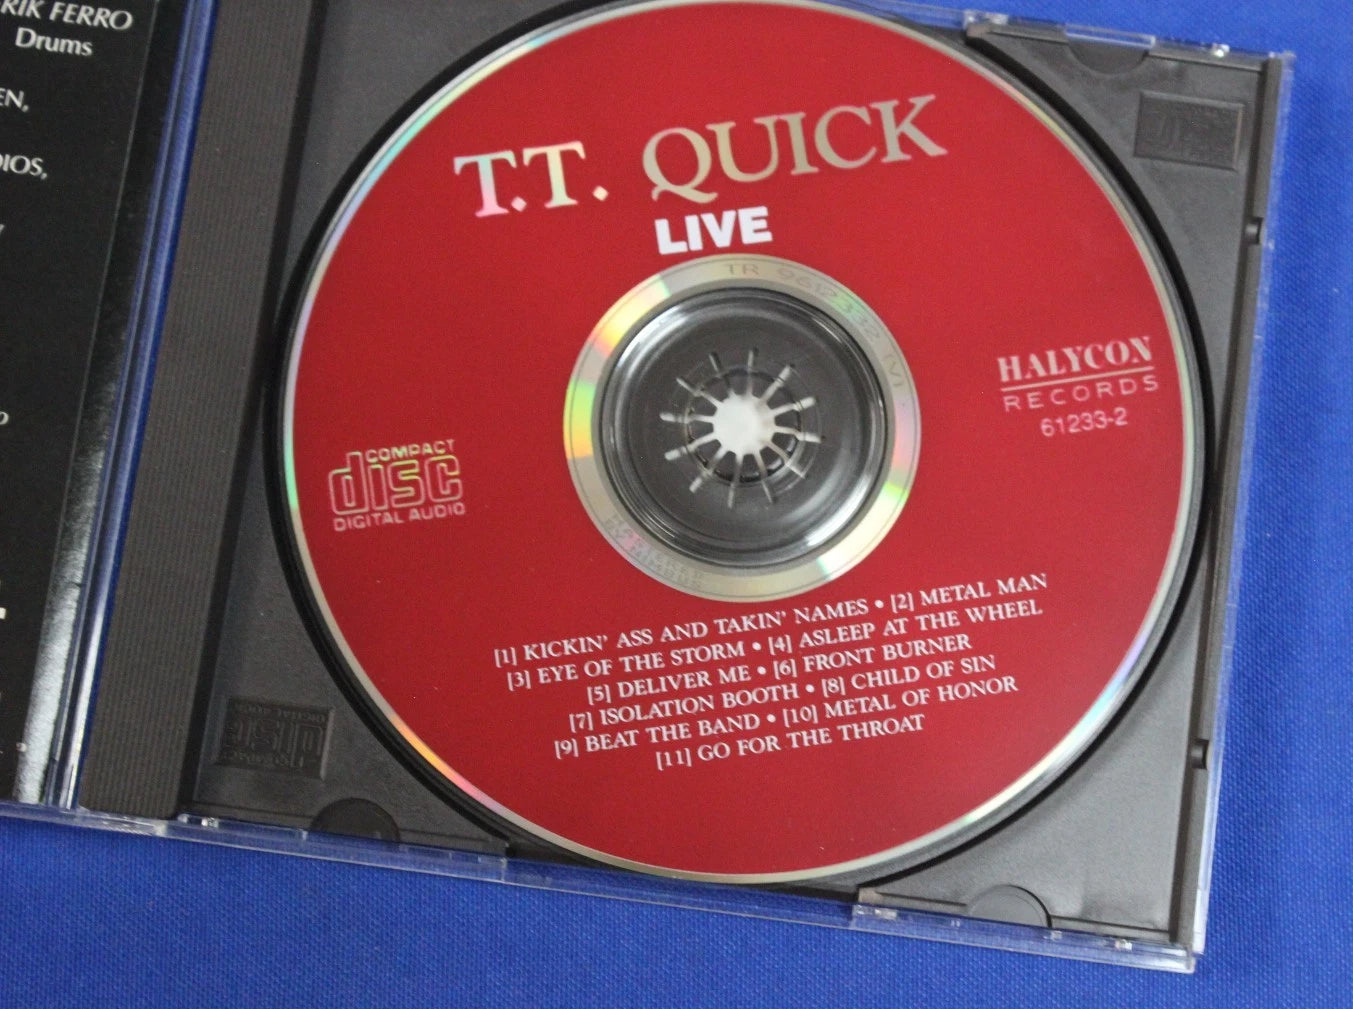 RIK FERRO
Drums
EN,
DIOS,
T.T. QUICK
LIVE
HALYCON
RECORDS
61233-2
COMPACT
disc
DIGITAL AUDIO
[1] KICKIN' ASS AND TAKIN' NAMES • [2] METAL MAN
[3] EYE OF THE STORM • [4] ASLEEP AT THE WHEEL
[5] DELIVER ME • [6] FRONT BURNER
[7] ISOLATION BOOTH • [8] CHILD OF SIN
[9] BEAT THE BAND • [10] METAL OF HONOR
[11] GO FOR THE THROAT